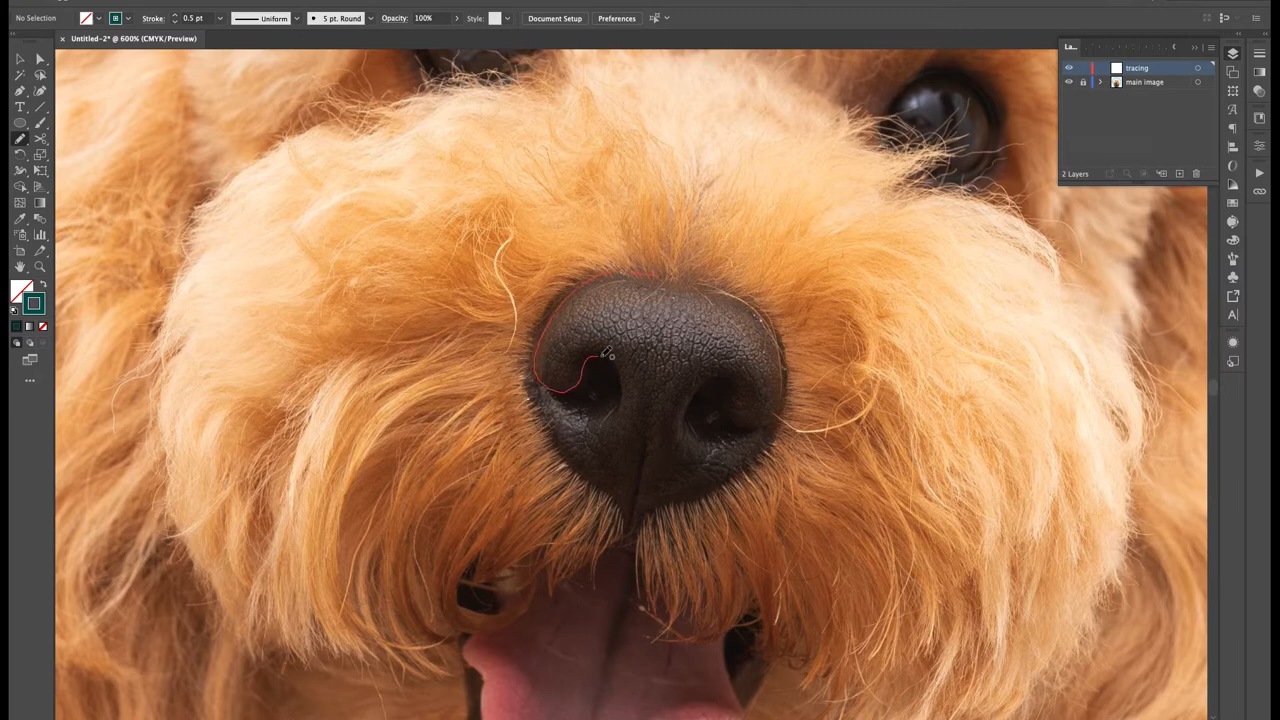 No Selection Stroke: 0.5 pt Uniform 5 pt. Round Opacity: 100% Style: Document Setup Preferences
× Untitled-2* @ 600% (CMYK/Preview)
La...
tracing
main image
2 Layers